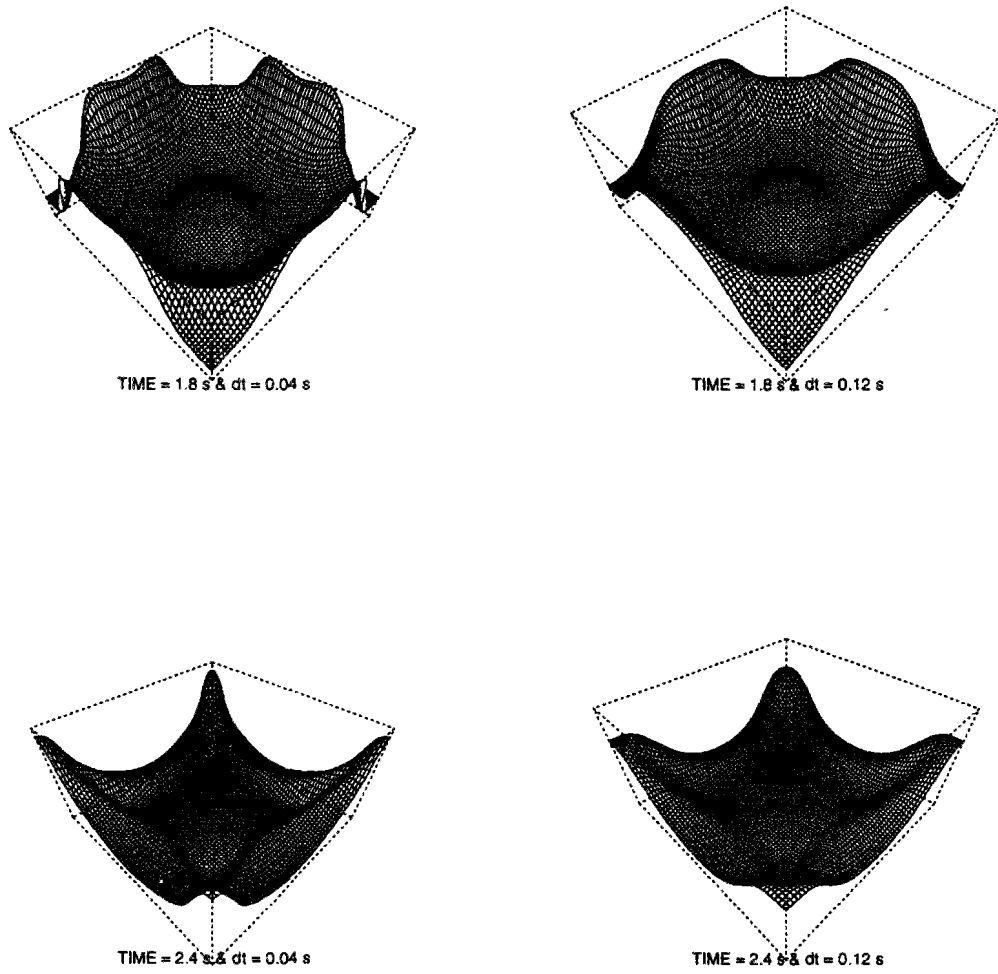 TIME = 1.8 s & dt = 0.04 s
TIME = 1.8 s & dt = 0.12 s
TIME = 2.4 s & dt = 0.04 s
TIME = 2.4 s & dt = 0.12 s